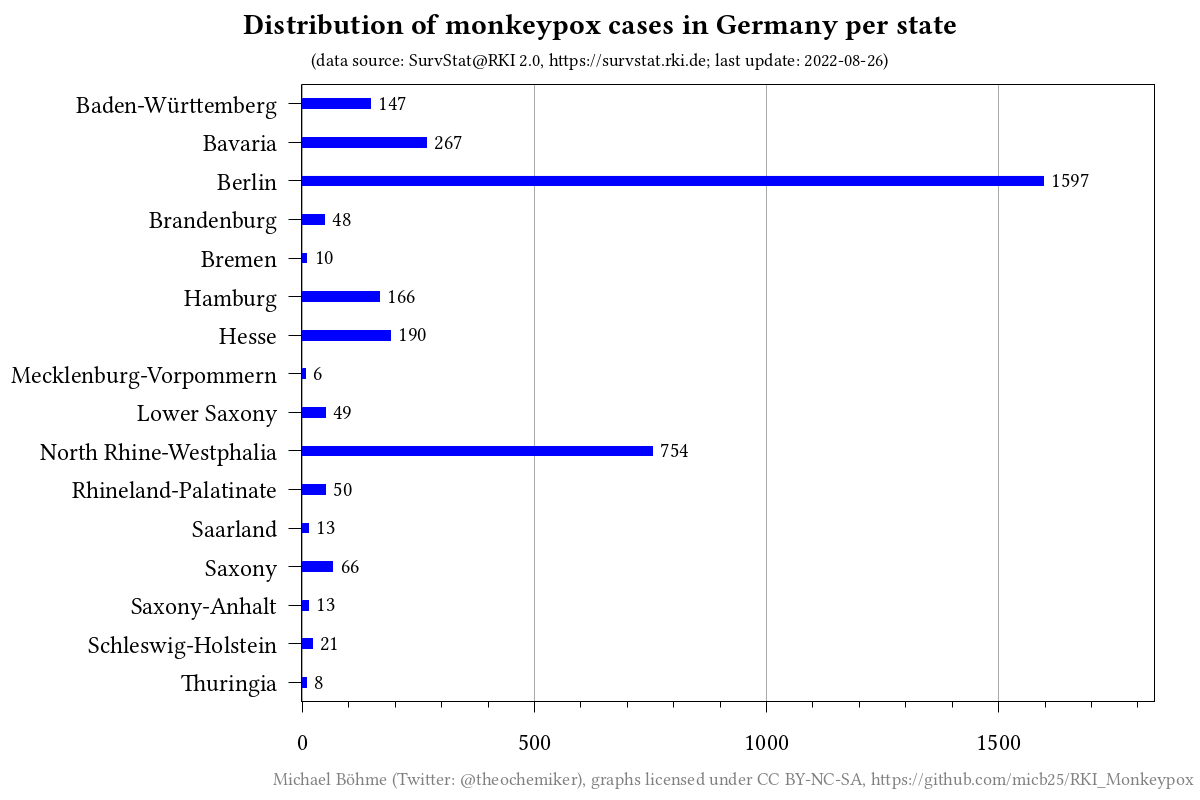 Distribution of monkeypox cases in Germany per state
(data source: SurvStat@RKI 2.0, https://survstat.rki.de; last update: 2022-08-26)
Baden-Württemberg 147
Bavaria 267
Berlin 1597
Brandenburg 48
Bremen 10
Hamburg 166
Hesse 190
Mecklenburg-Vorpommern 6
Lower Saxony 49
North Rhine-Westphalia 754
Rhineland-Palatinate 50
Saarland 13
Saxony 66
Saxony-Anhalt 13
Schleswig-Holstein 21
Thuringia 8
0 500 1000 1500
Michael Böhme (Twitter: @theochemiker), graphs licensed under CC BY-NC-SA, https://github.com/micb25/RKI_Monkeypox